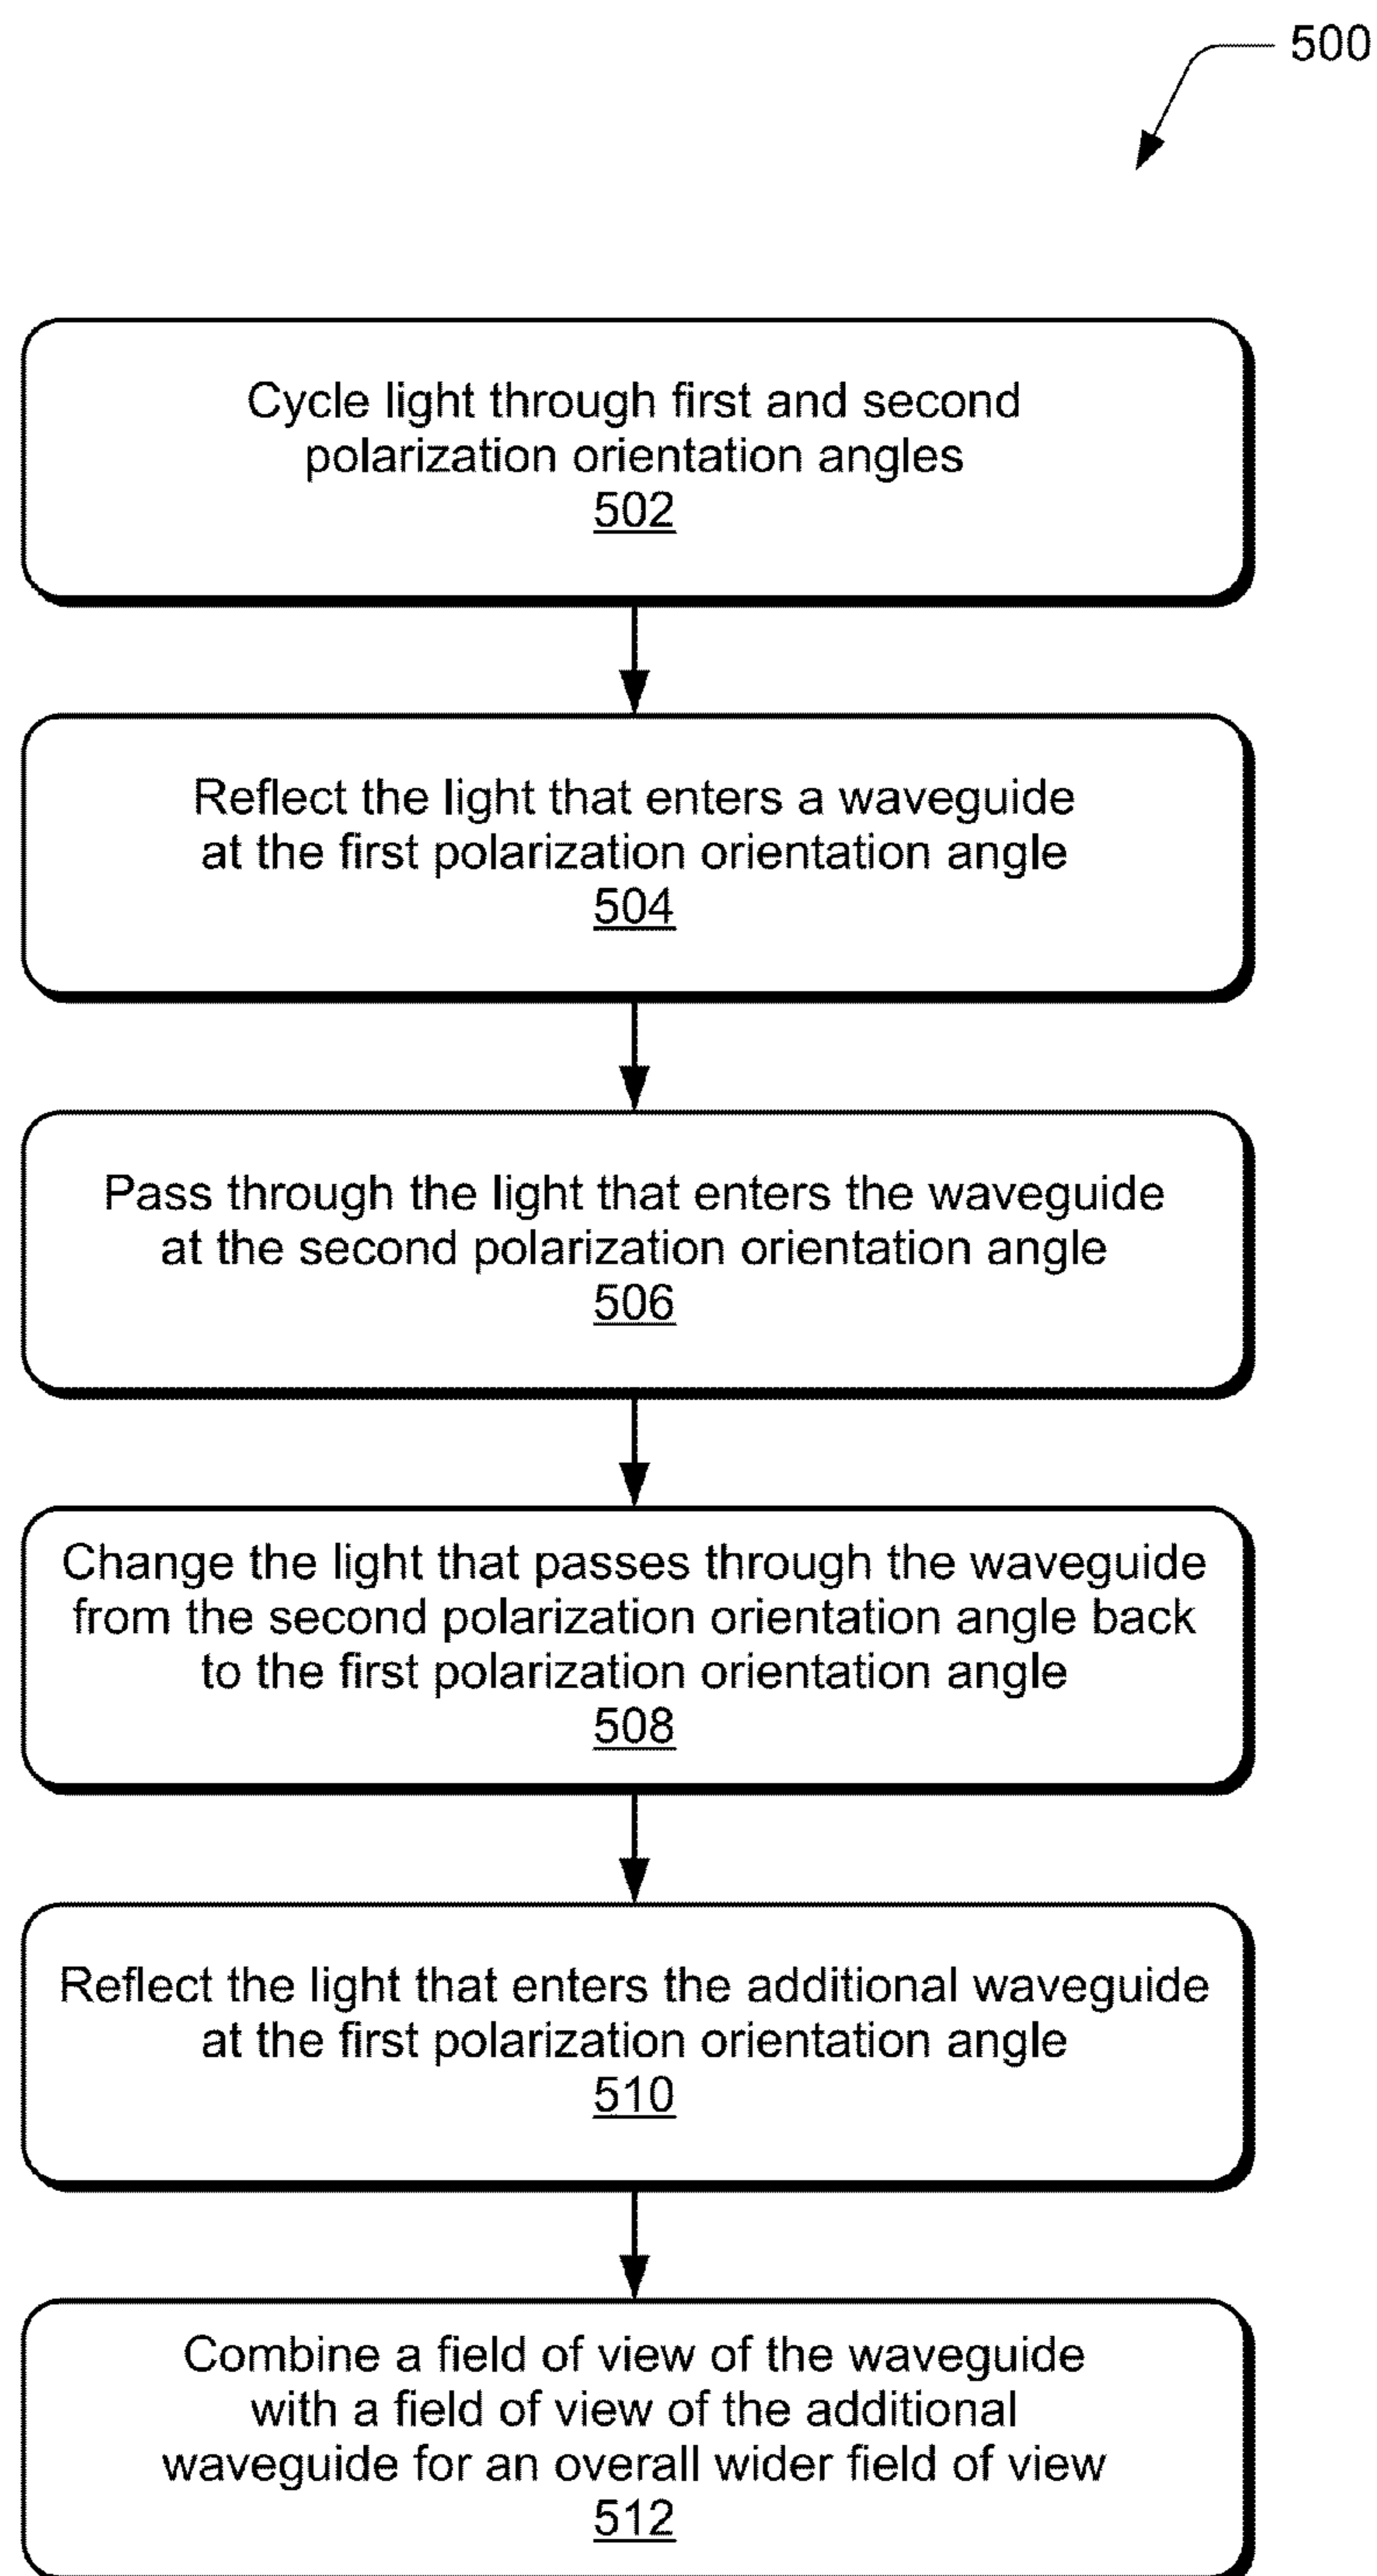 500
Cycle light through first and second
polarization orientation angles
502
Reflect the light that enters a waveguide
at the first polarization orientation angle
504
Pass through the light that enters the waveguide
at the second polarization orientation angle
506
Change the light that passes through the waveguide
from the second polarization orientation angle back
to the first polarization orientation angle
508
Reflect the light that enters the additional waveguide
at the first polarization orientation angle
510
Combine a field of view of the waveguide
with a field of view of the additional
waveguide for an overall wider field of view
512